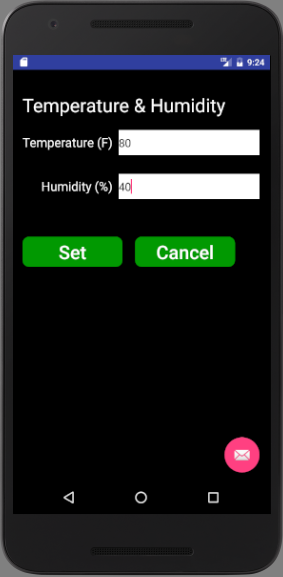 9:24
Temperature & Humidity
Temperature (F) 80
Humidity (%) 40
Set Cancel